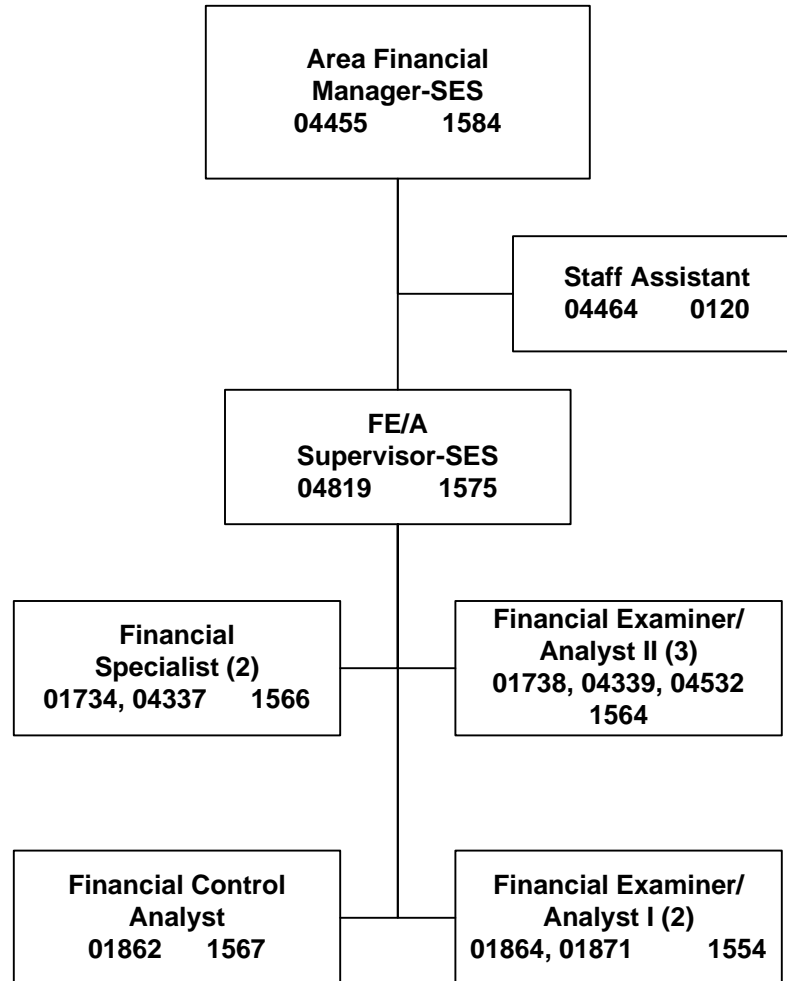 Area Financial
Manager-SES
04455 1584
Staff Assistant
04464 0120
FE/A
Supervisor-SES
04819 1575
Financial
Specialist (2)
01734, 04337 1566
Financial Examiner/
Analyst II (3)
01738, 04339, 04532
1564
Financial Control
Analyst
01862 1567
Financial Examiner/
Analyst I (2)
01864, 01871 1554